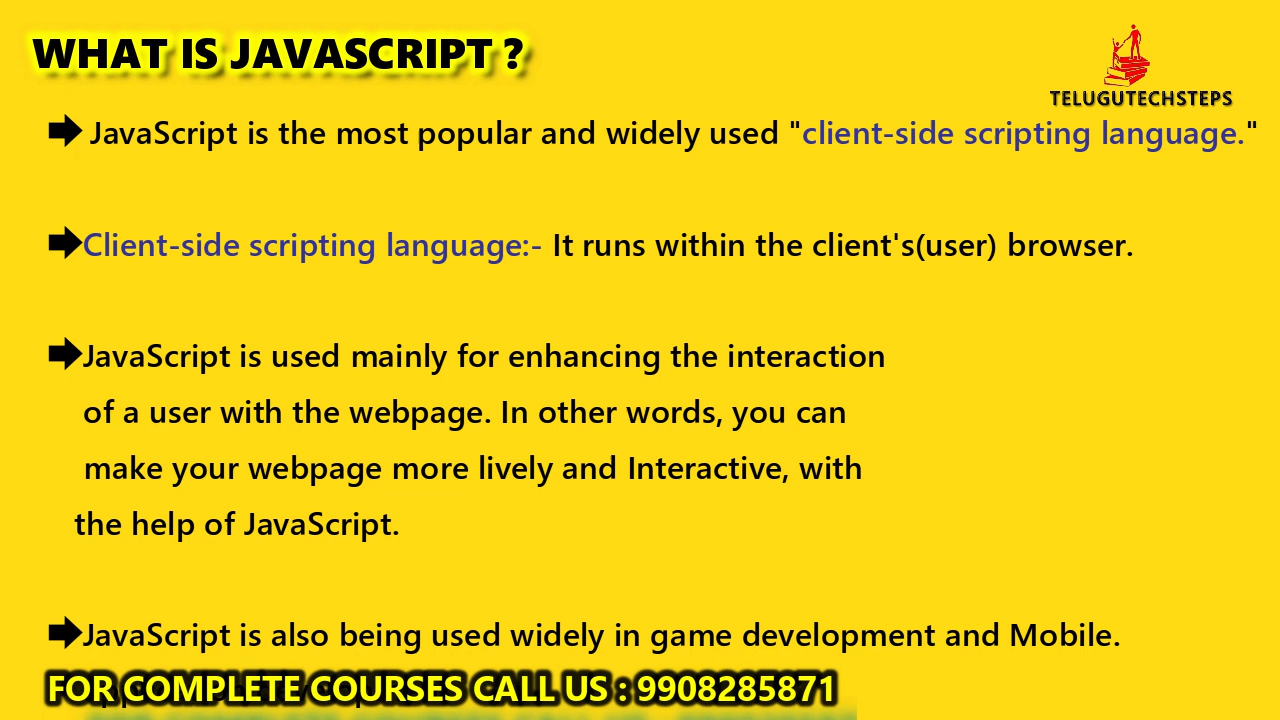 WHAT IS JAVASCRIPT ?
TELUGUTECHSTEPS
JavaScript is the most popular and widely used "client-side scripting language."
Client-side scripting language:- It runs within the client's(user) browser.
JavaScript is used mainly for enhancing the interaction
of a user with the webpage. In other words, you can
make your webpage more lively and Interactive, with
the help of JavaScript.
JavaScript is also being used widely in game development and Mobile.
FOR COMPLETE COURSES CALL US : 9908285871